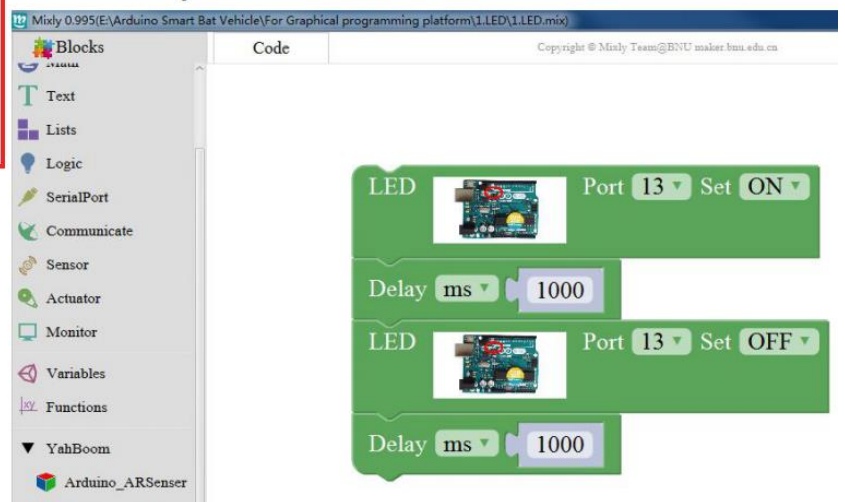 Mixly 0.995(E:\Arduino Smart Bat Vehicle\For Graphical programming platform\1.LED\1.LED.mix)
Blocks
Code
Copyright © Mixly Team@BNU maker.bnu.edu.cn
Math
Text
Lists
Logic
SerialPort
Communicate
Sensor
Actuator
Monitor
Variables
Functions
YahBoom
Arduino_ARSenser
LED Port 13 Set ON
Delay ms 1000
LED Port 13 Set OFF
Delay ms 1000